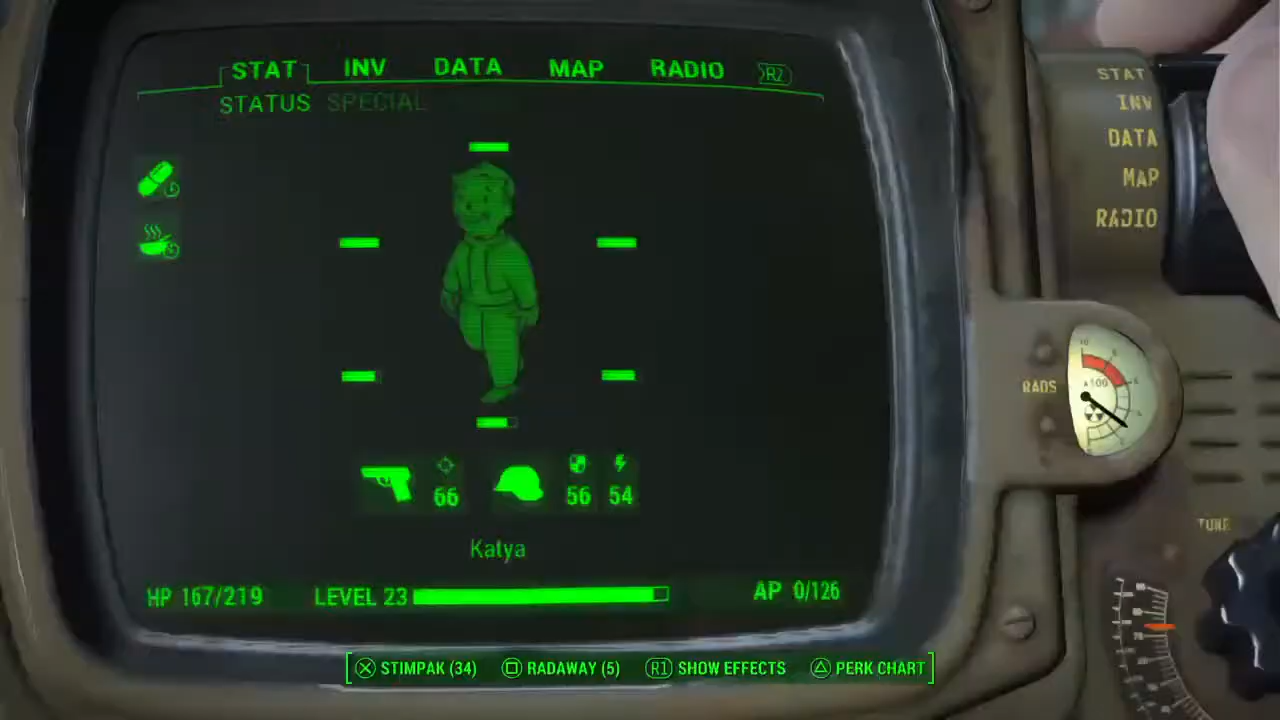 STAT INV DATA MAP RADIO R2
STATUS SPECIAL
66 56 54
Katya
HP 167/219 LEVEL 23 AP 0/126
STIMPAK (34) RADAWAY (5) R1 SHOW EFFECTS PERK CHART
STAT
INV
DATA
MAP
RADIO
RADS
x100
TUNE